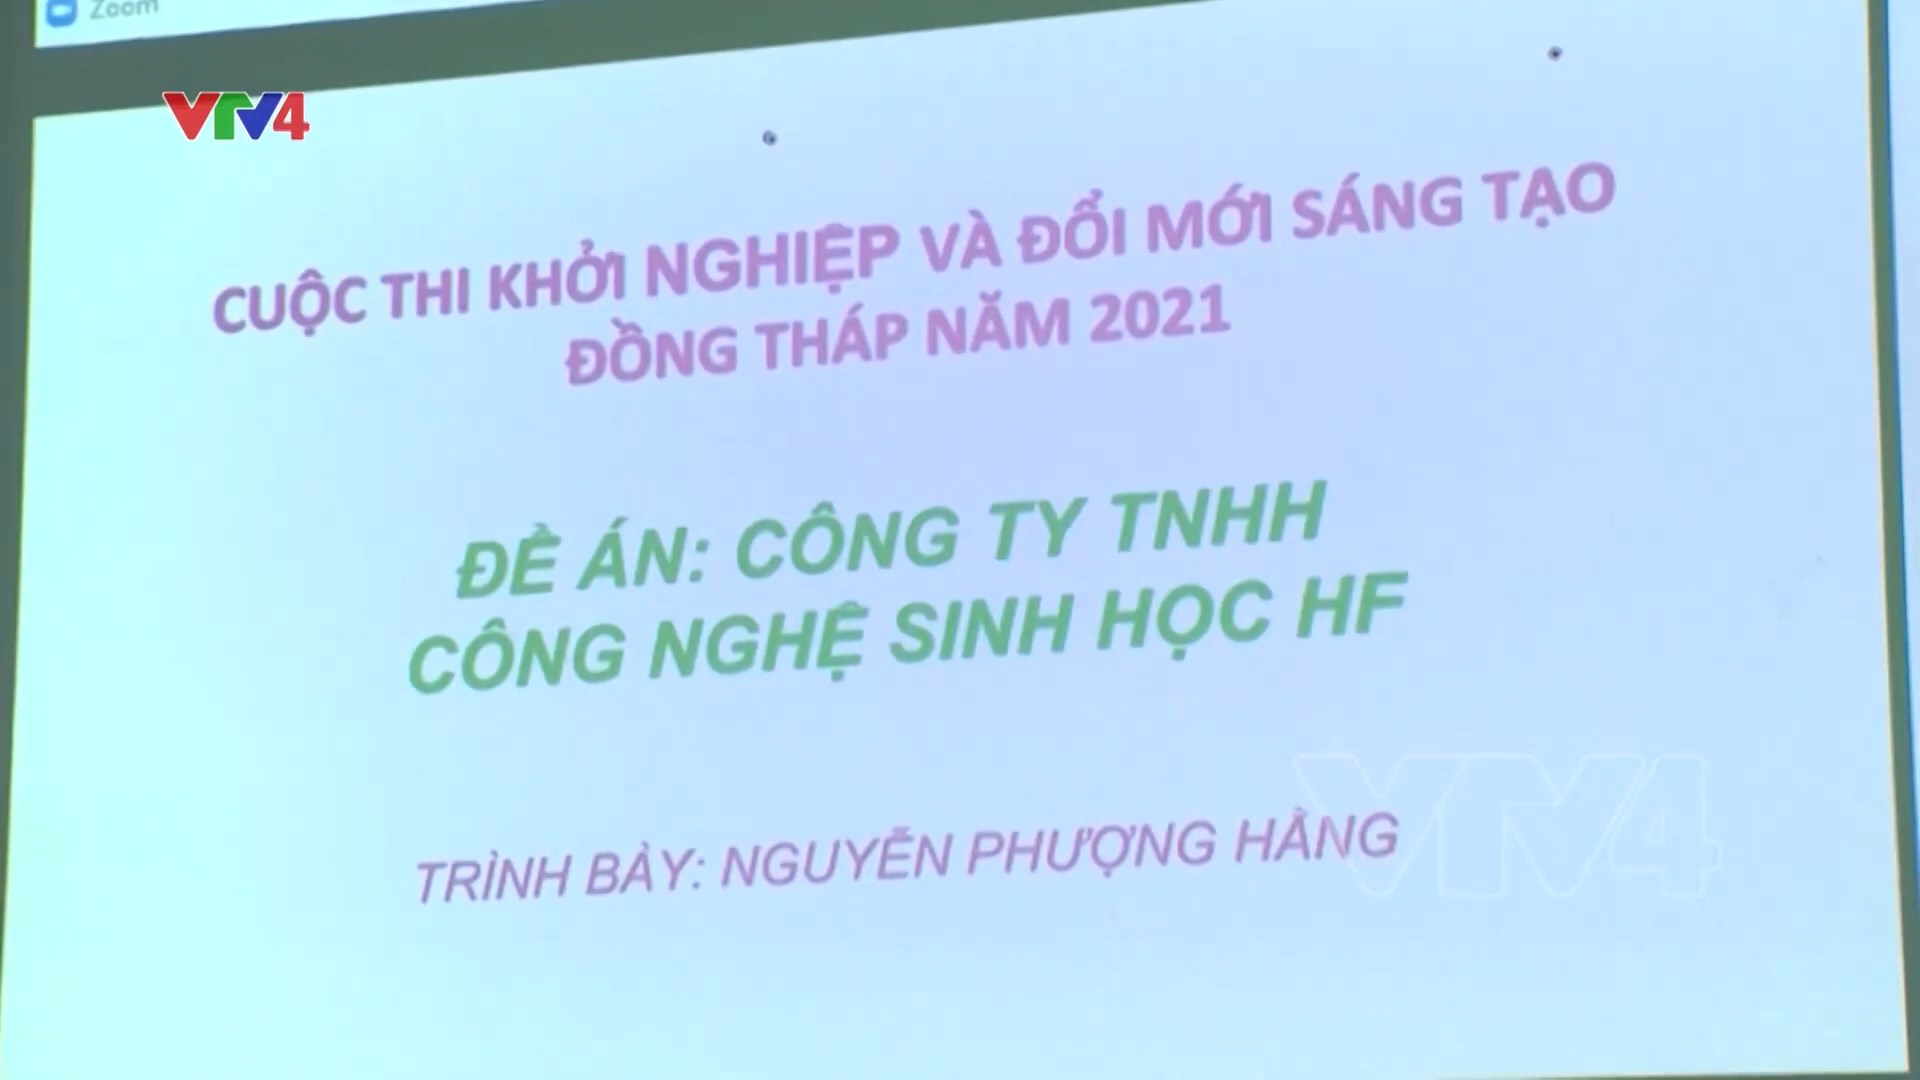 Zoom
VTV4
CUỘC THI KHỞI NGHIỆP VÀ ĐỔI MỚI SÁNG TẠO
ĐỒNG THÁP NĂM 2021
ĐỀ ÁN: CÔNG TY TNHH
CÔNG NGHỆ SINH HỌC HF
TRÌNH BÀY: NGUYỄN PHƯỢNG HẰNG
VTV4